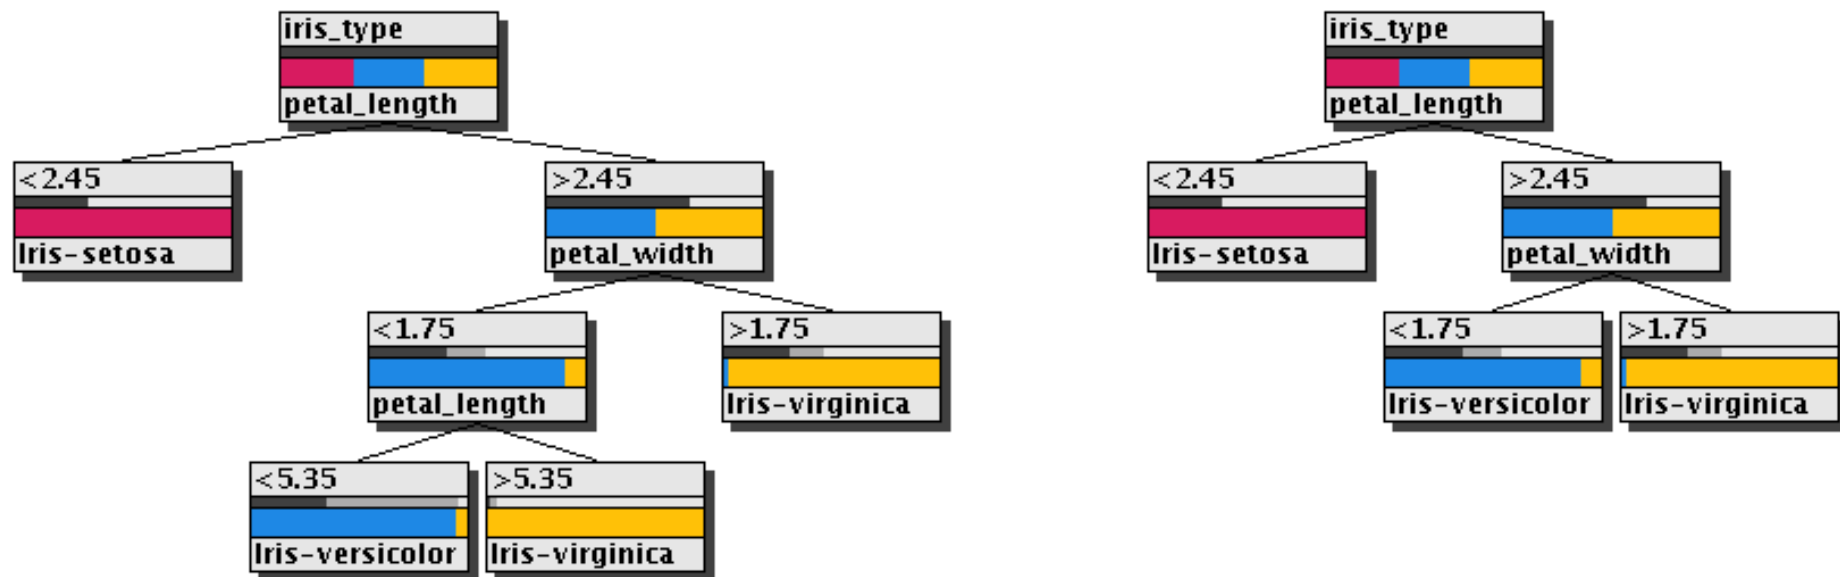 iris_type
petal_length
<2.45
Iris-setosa
>2.45
petal_width
<1.75
petal_length
>1.75
Iris-virginica
<5.35
Iris-versicolor
>5.35
Iris-virginica
iris_type
petal_length
<2.45
Iris-setosa
>2.45
petal_width
<1.75
Iris-versicolor
>1.75
Iris-virginica